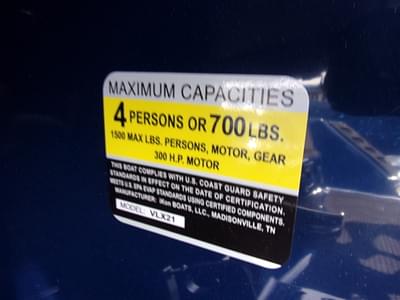 MAXIMUM CAPACITIES
4 PERSONS OR 700 LBS.
1500 MAX LBS. PERSONS, MOTOR, GEAR
300 H.P. MOTOR
THIS BOAT COMPLIES WITH U.S. COAST GUARD SAFETY
STANDARDS IN EFFECT ON THE DATE OF CERTIFICATION.
MEETS U.S. EPA EVAP STANDARDS USING CERTIFIED COMPONENTS.
MANUFACTURER: iKon BOATS, LLC., MADISONVILLE, TN
MODEL: VLX21